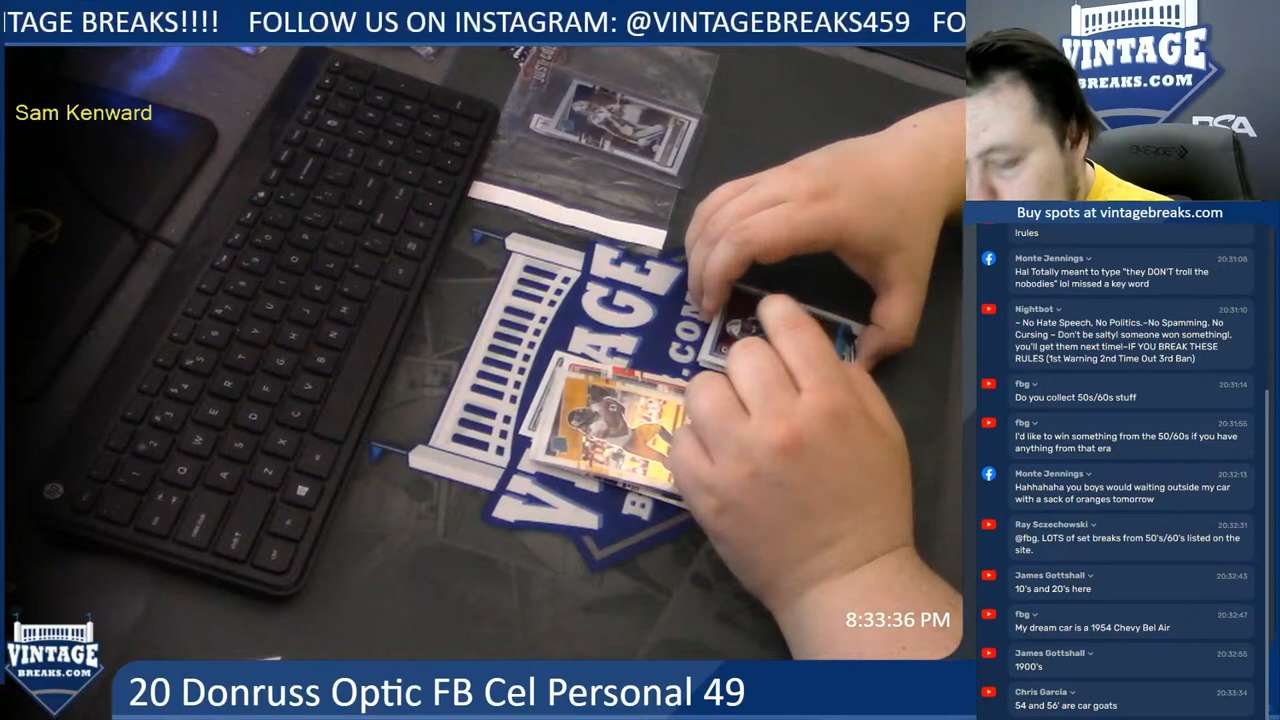 ITAGE BREAKS!!!! FOLLOW US ON INSTAGRAM: @VINTAGEBREAKS459 FO
Sam Kenward
VINTAGE
BREAKS.COM
PSA
EMERGE
Buy spots at vintagebreaks.com
!rules
Monte Jennings 20:31:08
Ha! Totally meant to type "they DON'T troll the
nobodies" lol missed a key word
Nightbot 20:31:10
~ No Hate Speech, No Politics.~No Spamming. No
Cursing ~ Don't be salty! someone won something!,
you'll get them next time!~IF YOU BREAK THESE
RULES (1st Warning 2nd Time Out 3rd Ban)
fbg 20:31:14
Do you collect 50s/60s stuff
fbg 20:31:55
I'd like to win something from the 50/60s if you have
anything from that era
Monte Jennings 20:32:13
Hahhahaha you boys would waiting outside my car
with a sack of oranges tomorrow
Ray Sczechowski 20:32:31
@fbg, LOTS of set breaks from 50's/60's listed on the
site.
James Gottshall 20:32:43
10's and 20's here
fbg 20:32:47
My dream car is a 1954 Chevy Bel Air
James Gottshall 20:32:55
1900's
Chris Garcia 20:33:34
54 and 56' are car goats
8:33:36 PM
VINTAGE
BREAKS.COM
20 Donruss Optic FB Cel Personal 49